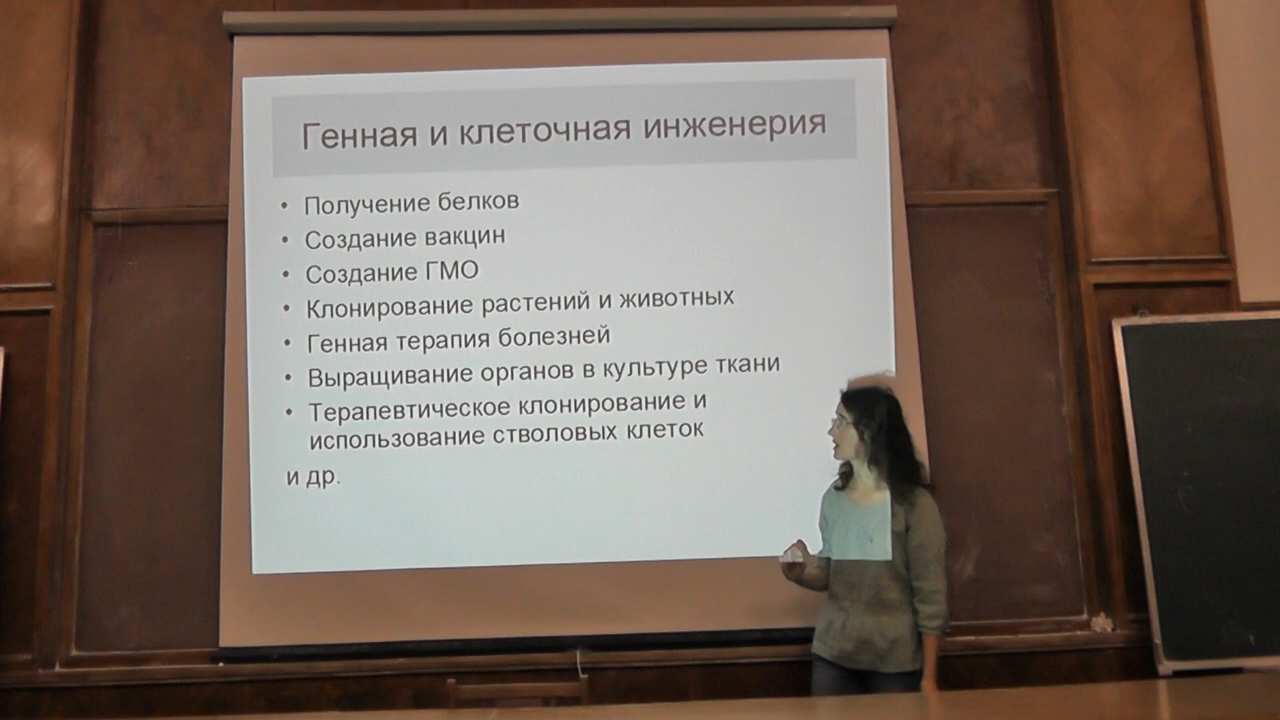 Генная и клеточная инженерия
• Получение белков
• Создание вакцин
• Создание ГМО
• Клонирование растений и животных
• Генная терапия болезней
• Выращивание органов в культуре ткани
• Терапевтическое клонирование и
использование стволовых клеток
и др.